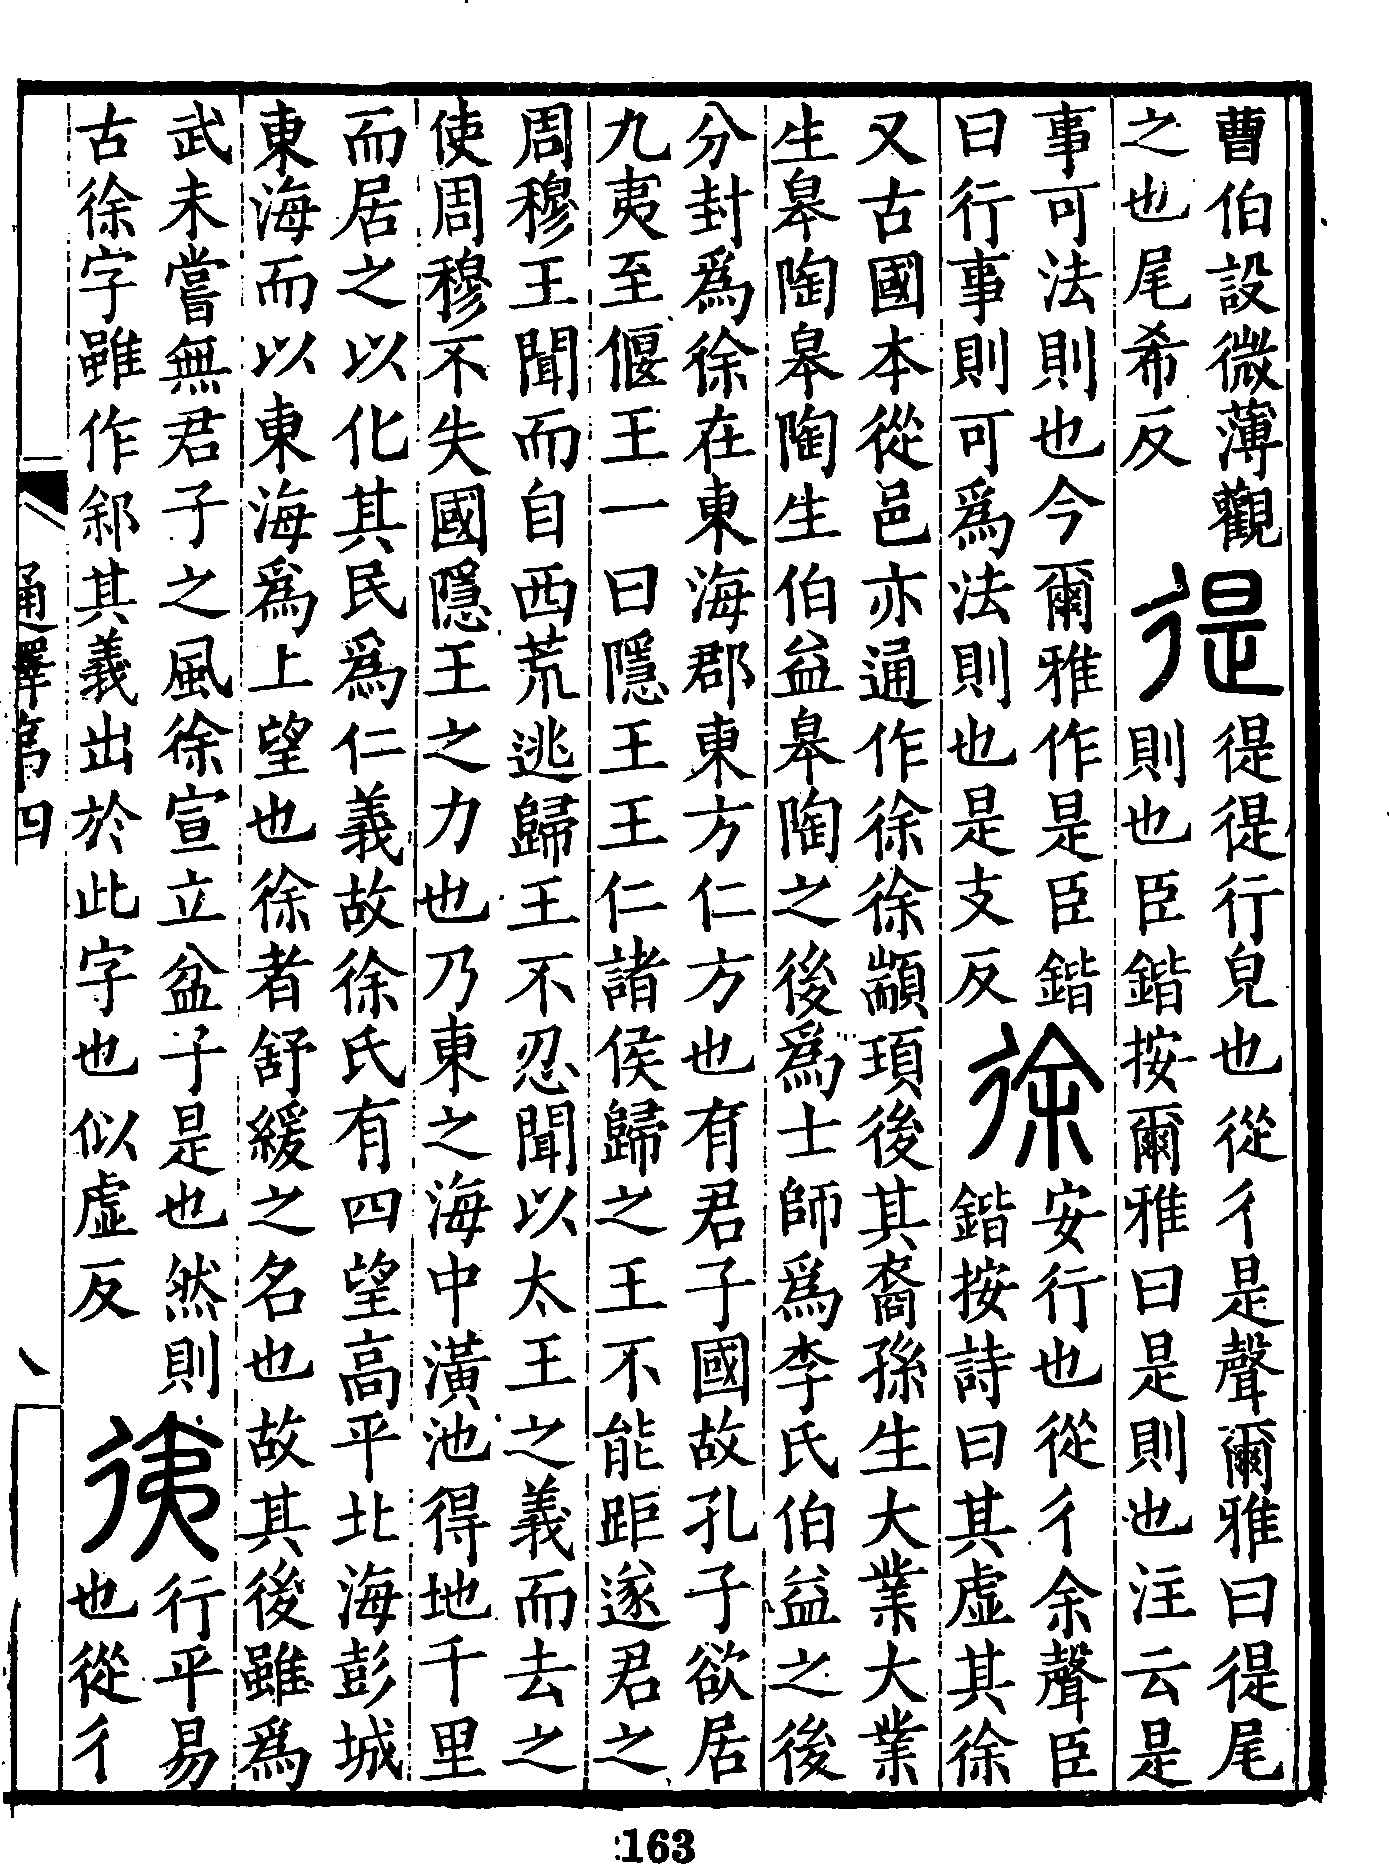 曹伯設微薄觀
之也尾希反
徥
徥徥行皃也從彳是聲爾雅曰徥尾
則也臣鍇按爾雅曰是則也注云是
事可法則也今爾雅作是臣鍇
曰行事則可爲法則也是支反
徐
安行也從彳余聲臣
鍇按詩曰其虛其徐
又古國本從邑亦通作徐徐顓頊後其裔孫生大業大業
生皋陶皋陶生伯益皋陶之後爲士師爲李氏伯益之後
分封爲徐在東海郡東方仁方也有君子國故孔子欲居
九夷至偃王一曰隱王王仁諸侯歸之王不能距遂君之
周穆王聞而自西荒逃歸王不忍聞以太王之義而去之
使周穆不失國隱王之力也乃東之海中潢池得地千里
而居之以化其民爲仁義故徐氏有四望高平北海彭城
東海而以東海爲上望也徐者舒緩之名也故其後雖爲
武未嘗無君子之風徐宣立盆子是也然則
古徐字雖作䣄其義出於此字也似虛反
𢓡
行平易
也從彳
通釋弟四
163